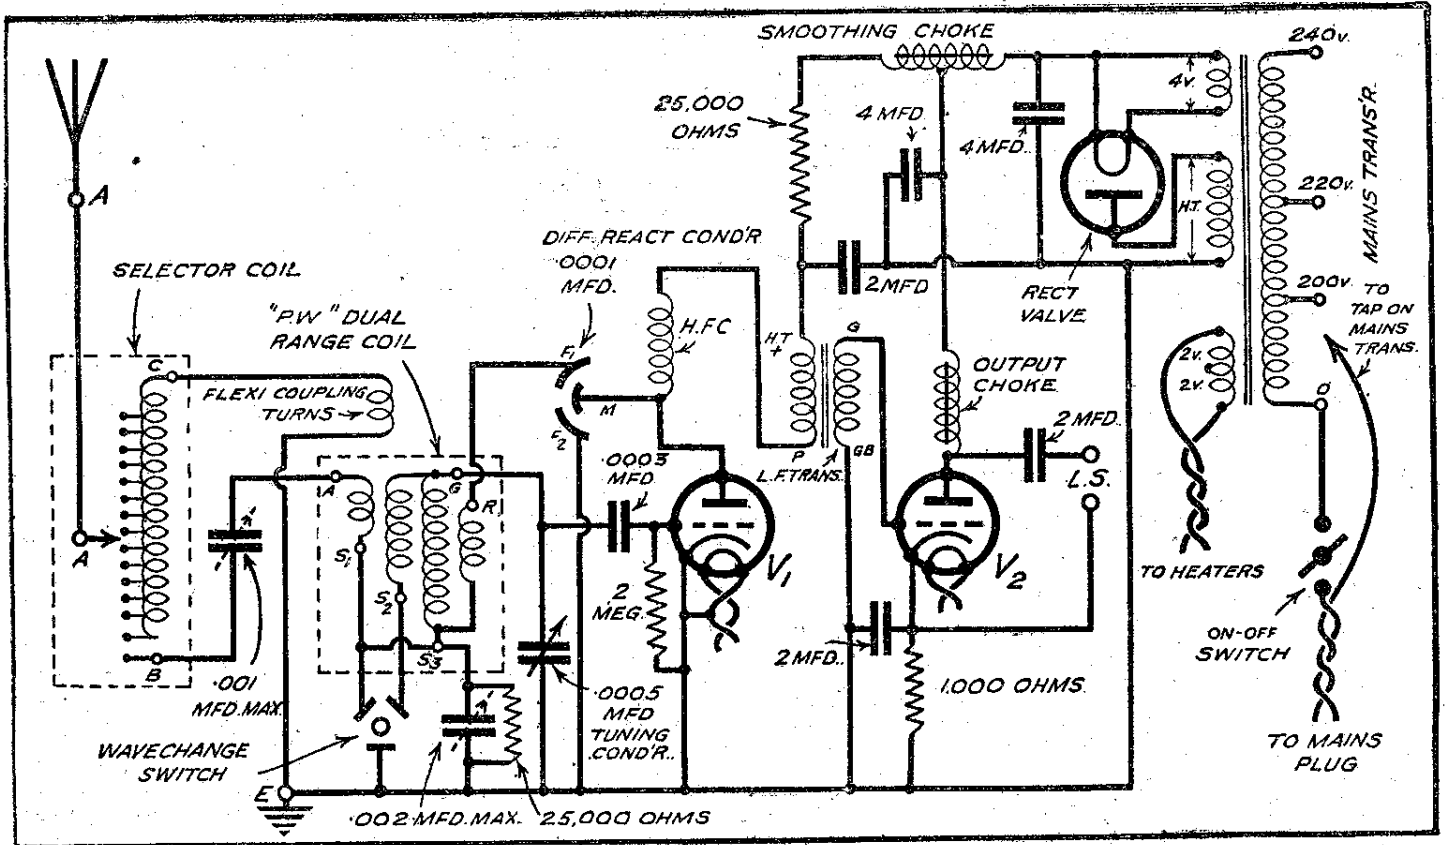 SMOOTHING CHOKE
240v.
4v.
25,000
OHMS
4 MFD
4 MFD..
MAINS TRANS'R.
A
220v.
H.T.
DIFF. REACT COND'R
.0001
MFD.
SELECTOR COIL
2 MFD
RECT
VALVE
200v.
TO
TAP ON
MAINS
TRANS.
"P.W" DUAL
RANGE COIL
H.F.C
H.T
+
G
F1
OUTPUT
CHOKE
2v.
2v.
C
FLEXI COUPLING
TURNS
M
F2
O
2 MFD..
P
GB
L.F.TRANS.
.0003
MFD
L.S.
A
G
R
A
S1
V1
V2
TO HEATERS
S2
2
MEG.
S3
2 MFD..
ON-OFF
SWITCH
B
.001
MFD.MAX.
.0005
MFD
TUNING
COND'R..
1,000 OHMS.
WAVECHANGE
SWITCH
TO MAINS
PLUG
E
.002 MFD.MAX.
25,000 OHMS